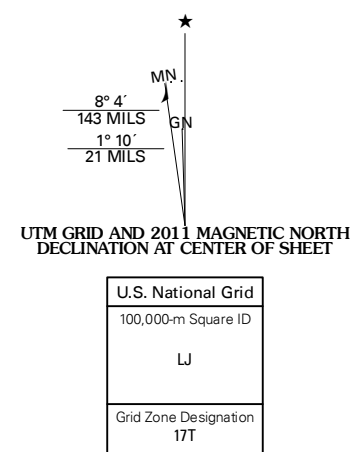 ★
MN
8° 4´
143 MILS
GN
1° 10´
21 MILS
UTM GRID AND 2011 MAGNETIC NORTH
DECLINATION AT CENTER OF SHEET
U.S. National Grid
100,000-m Square ID
LJ
Grid Zone Designation
17T